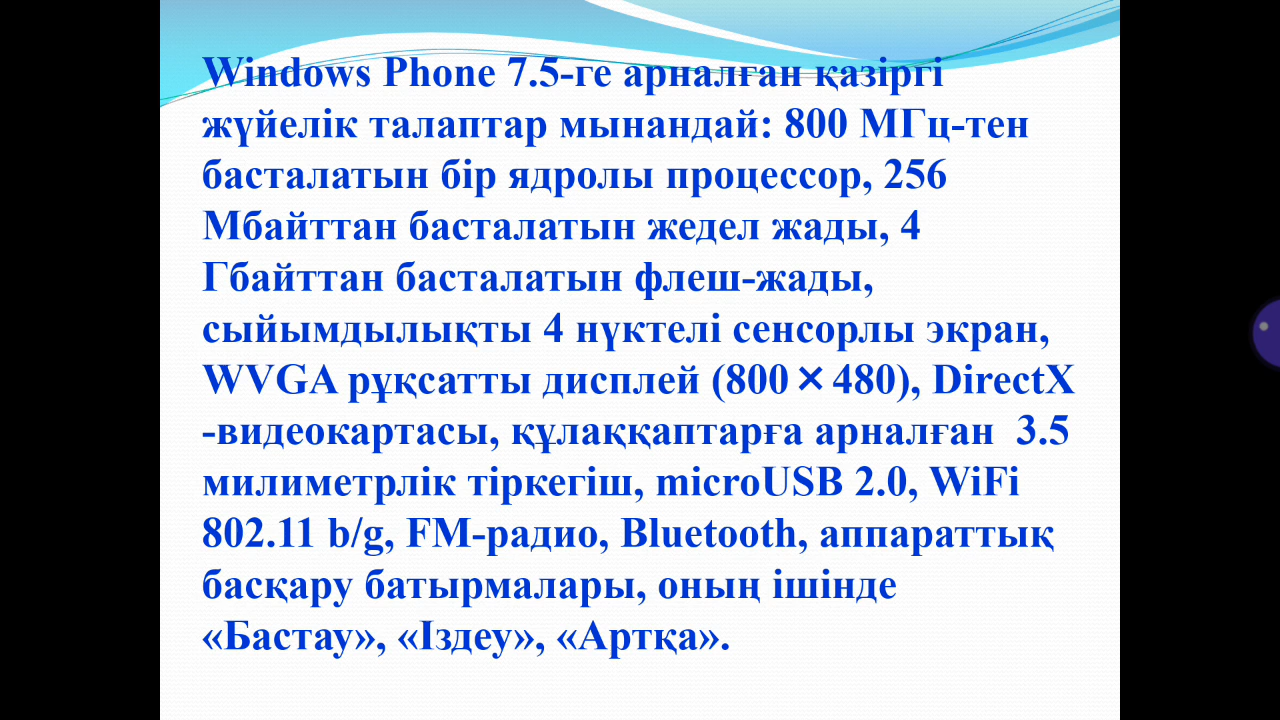 Windows Phone 7.5-ге арналған қазіргі
жүйелік талаптар мынандай: 800 МГц-тен
басталатын бір ядролы процессор, 256
Мбайттан басталатын жедел жады, 4
Гбайттан басталатын флеш-жады,
сыйымдылықты 4 нүктелі сенсорлы экран,
WVGA рұқсатты дисплей (800×480), DirectX
-видеокартасы, құлаққаптарға арналған 3.5
милиметрлік тіркегіш, microUSB 2.0, WiFi
802.11 b/g, FM-радио, Bluetooth, аппараттық
басқару батырмалары, оның ішінде
«Бастау», «Іздеу», «Артқа».